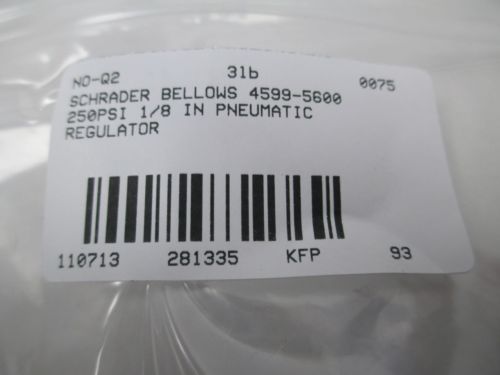 NO-Q2 31b 0075
SCHRADER BELLOWS 4599-5600
250PSI 1/8 IN PNEUMATIC
REGULATOR
110713 281335 KFP 93